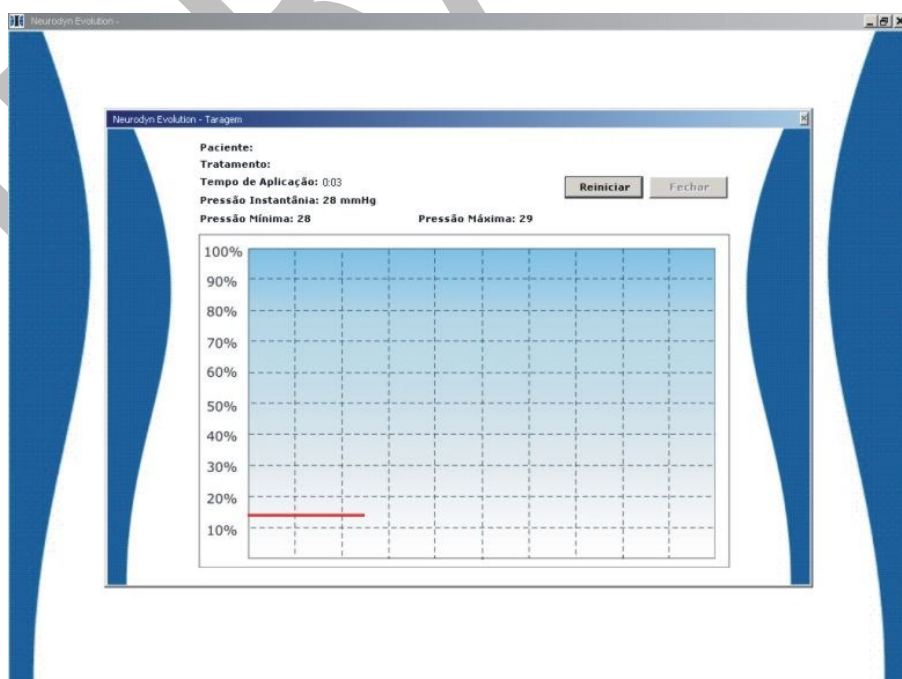 Neurodyn Evolution -
Neurodyn Evolution - Taragem
Paciente:
Tratamento:
Tempo de Aplicação: 0:03
Reiniciar Fechar
Pressão Instantânia: 28 mmHg
Pressão Mínima: 28 Pressão Máxima: 29
100%
90%
80%
70%
60%
50%
40%
30%
20%
10%